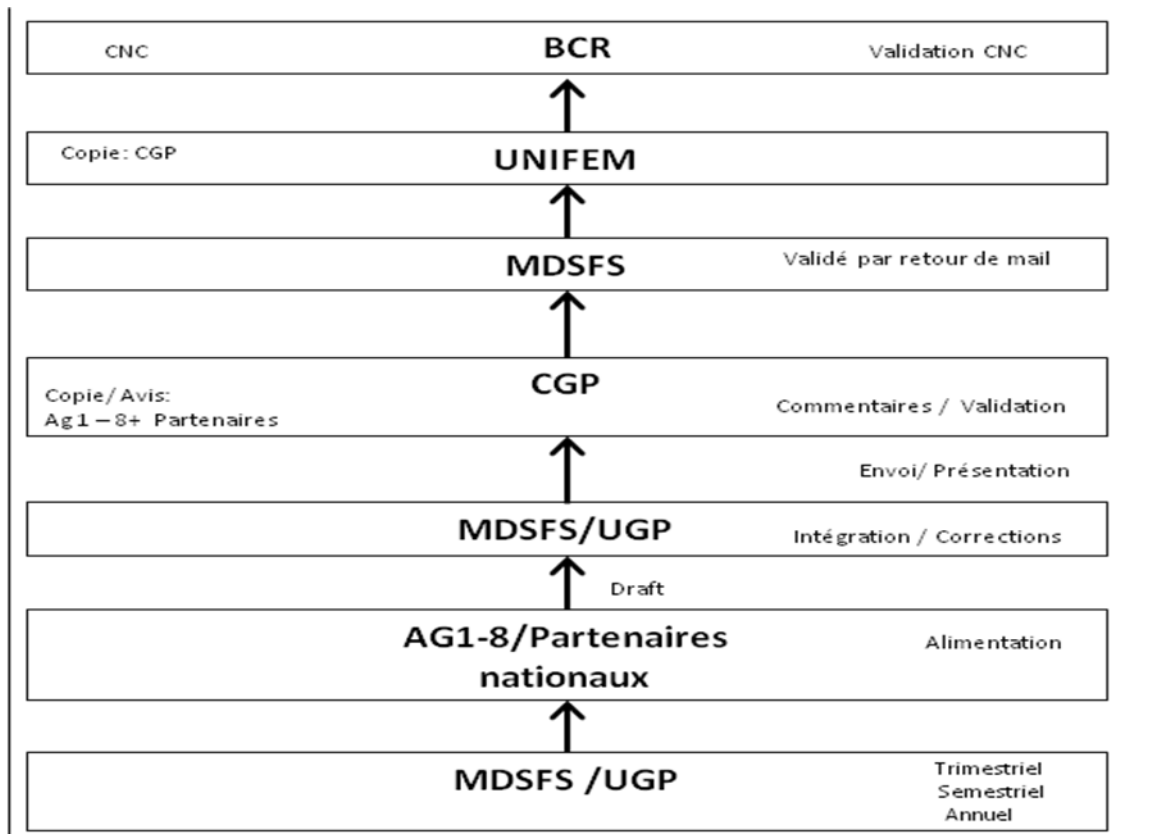 CNC BCR Validation CNC
Copie: CGP UNIFEM
MDSFS Validé par retour de mail
CGP
Copie/Avis:
Ag1–8+ Partenaires Commentaires / Validation
Envoi/ Présentation
MDSFS/UGP Intégration / Corrections
Draft
AG1-8/Partenaires
nationaux
Alimentation
MDSFS /UGP
Trimestriel
Semestriel
Annuel